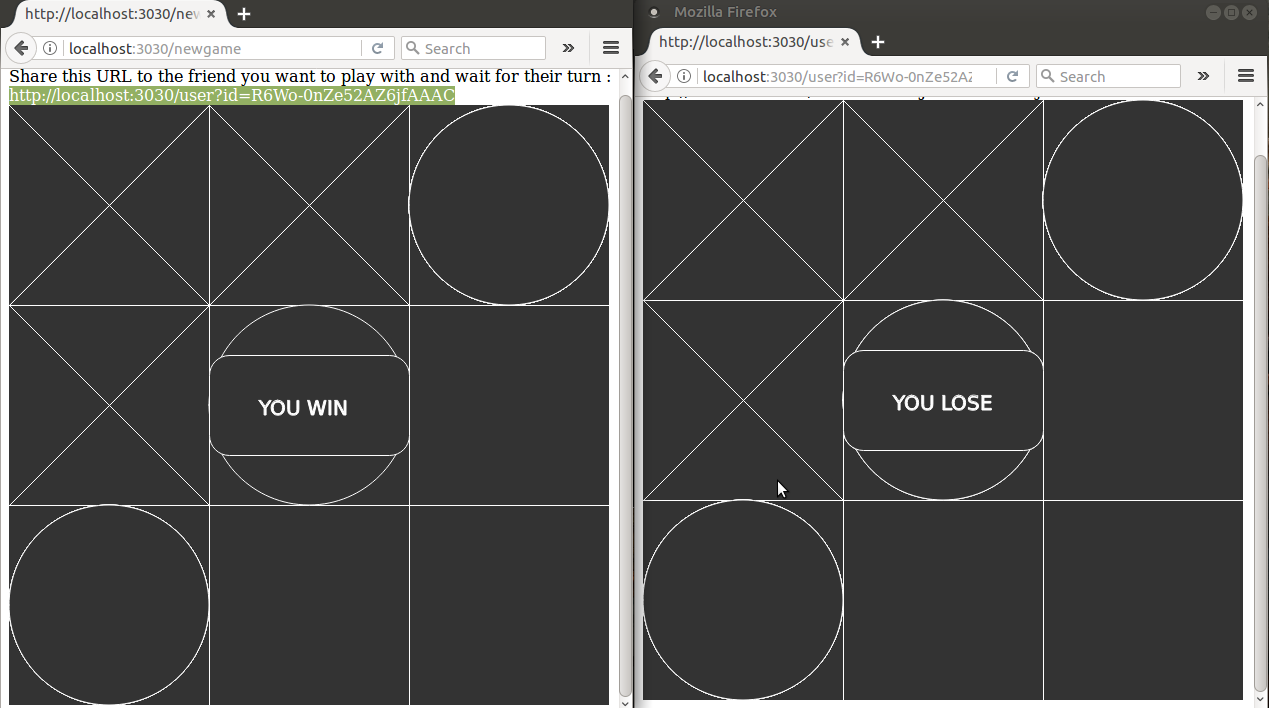 http://localhost:3030/new
localhost:3030/newgame
Search
Share this URL to the friend you want to play with and wait for their turn :
http://localhost:3030/user?id=R6Wo-0nZe52AZ6jfAAAC
YOU WIN
Mozilla Firefox
http://localhost:3030/use
localhost:3030/user?id=R6Wo-0nZe52AZ
Search
YOU LOSE